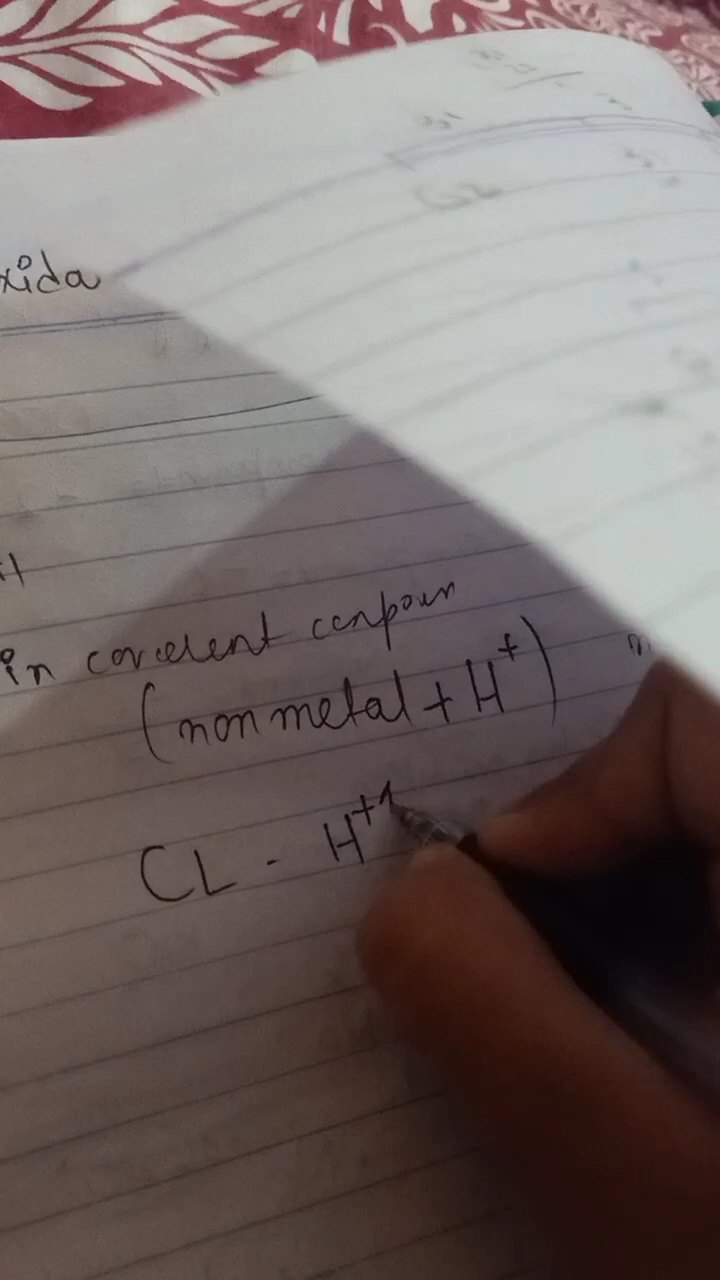 xida
in covelent conpoun
(non metal + H⁺)
CL - H⁺¹